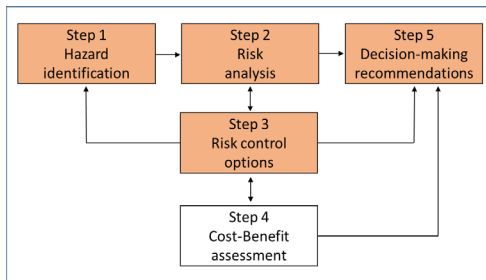 Step 1
Hazard
identification
Step 2
Risk
analysis
Step 5
Decision-making
recommendations
Step 3
Risk control
options
Step 4
Cost-Benefit
assessment